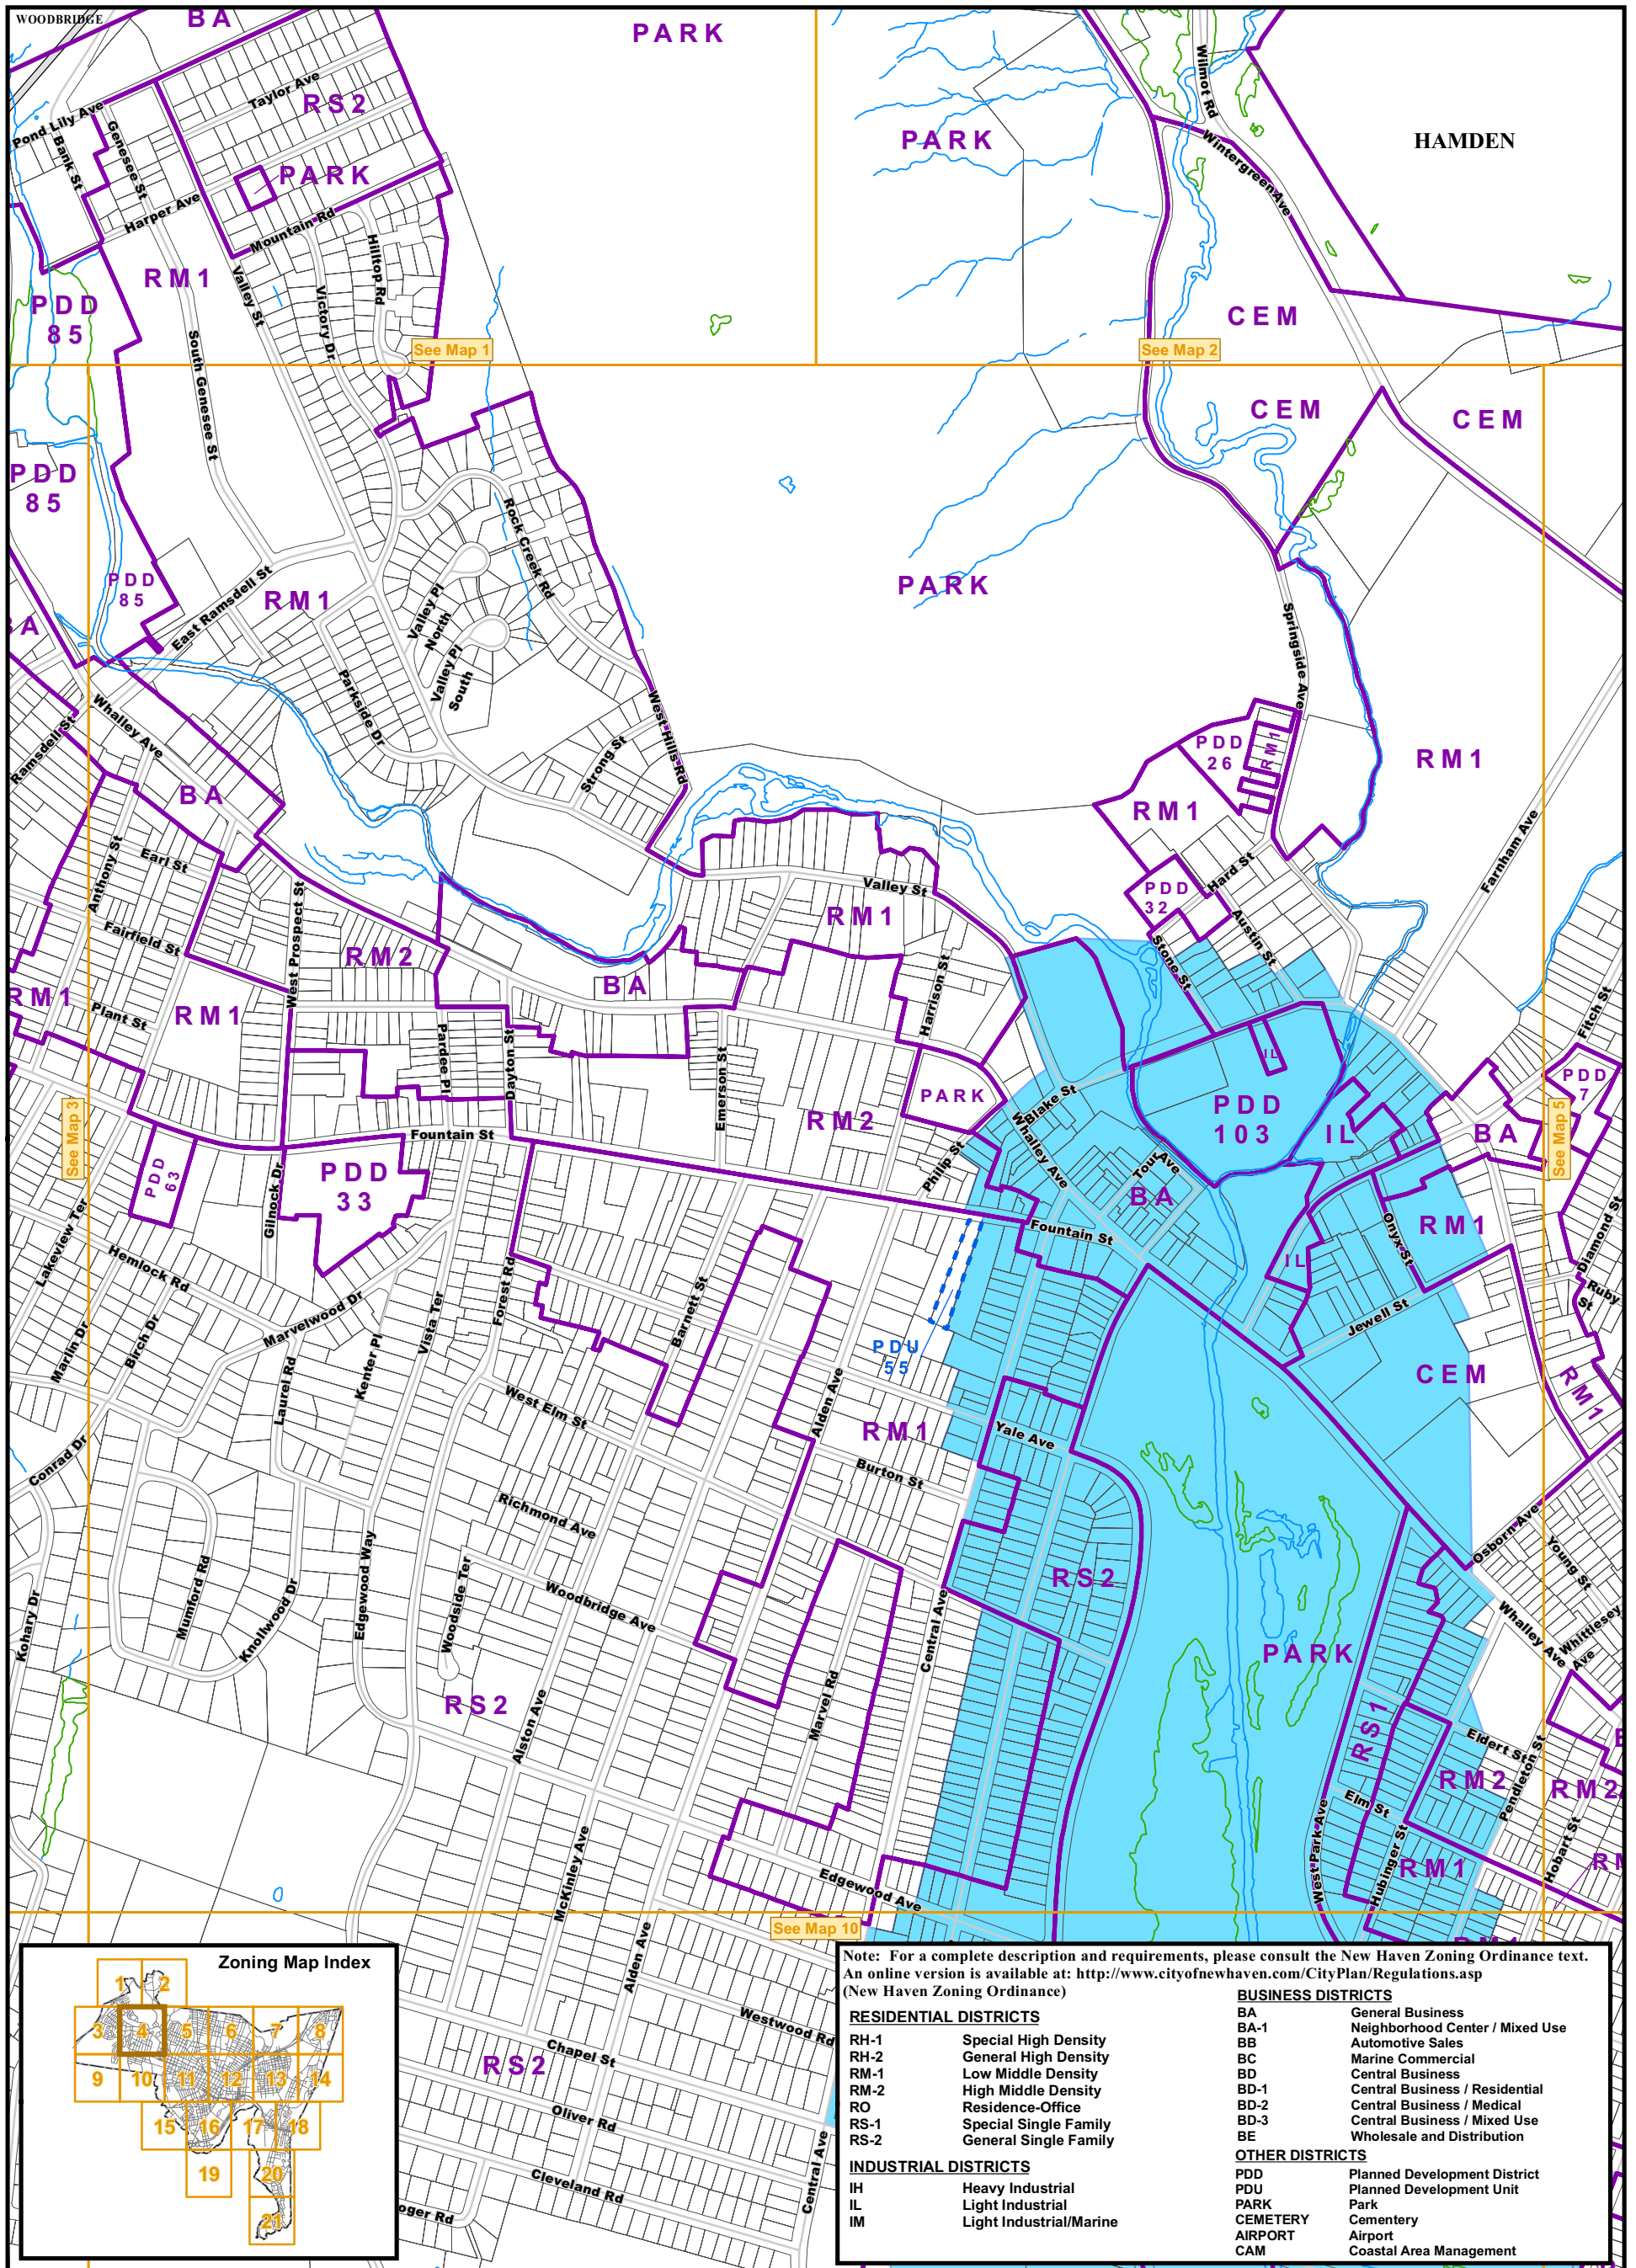 WOODBRIDGE
BA
PARK
Taylor Ave
RS2
Pond Lily Ave
Genesee St
Bank St
Wilmot Rd
PARK
HAMDEN
Wintergreen Ave
PARK
Harper Ave
Mountain Rd
Hilltop Rd
RM1
Valley St
Victory Dr
PDD
85
South Genesee St
CEM
See Map 1
See Map 2
CEM
CEM
PDD
85
Rock Creek Rd
PDD
85
East Ramsdell St
RM1
PARK
Valley Pl
North
BA
Springside Ave
Valley Pl
South
Parkside Dr
West Hills Rd
Whalley Ave
Ramsdell St
Strong St
PDD
26
RM1
RM1
BA
RM1
Farnham Ave
Earl St
Anthony St
Hard St
Valley St
PDD
32
West Prospect St
RM1
Austin St
Fairfield St
RM2
Stone St
Harrison St
BA
RM1
Plant St
RM1
Fitch St
Pardee Pl
Dayton St
IL
Emerson St
PDD
7
PARK
Blake St
PDD
103
See Map 3
RM2
IL
BA
See Map 5
Fountain St
Whalley Ave
Tour Ave
Philip St
PDD
63
PDD
33
BA
Gilnock Dr
Fountain St
Onyx St
RM1
Lakeview Ter
Diamond St
Hemlock Rd
IL
Ruby
St
Forest Rd
Barnett St
Marvelwood Dr
Vista Ter
Jewell St
Marlin Dr
Birch Dr
Kenter Pl
PDU
55
CEM
Laurel Rd
RM1
West Elm St
Alden Ave
RM1
Yale Ave
Conrad Dr
Burton St
Richmond Ave
Osborn Ave
Young St
Edgewood Way
Mumford Rd
Woodside Ter
Woodbridge Ave
RS2
Kohary Dr
Knollwood Dr
Central Ave
Whalley Ave
Whittlesey
Ave
PARK
RS2
Marvel Rd
Alston Ave
RS1
Eldert St
RM2
Pendleton St
RM2
Elm St
West Park Ave
Hobart St
McKinley Ave
Hubinger St
RM1
Edgewood Ave
See Map 10
Alden Ave
Westwood Rd
Chapel St
RS2
Oliver Rd
Central Ave
Cleveland Rd
oger Rd
Zoning Map Index
1 2
3 4 5 6 7 8
9 10 11 12 13 14
15 16 17 18
19 20
21
Note: For a complete description and requirements, please consult the New Haven Zoning Ordinance text.
An online version is available at: http://www.cityofnewhaven.com/CityPlan/Regulations.asp
(New Haven Zoning Ordinance)
RESIDENTIAL DISTRICTS
RH-1 Special High Density
RH-2 General High Density
RM-1 Low Middle Density
RM-2 High Middle Density
RO Residence-Office
RS-1 Special Single Family
RS-2 General Single Family
INDUSTRIAL DISTRICTS
IH Heavy Industrial
IL Light Industrial
IM Light Industrial/Marine
BUSINESS DISTRICTS
BA General Business
BA-1 Neighborhood Center / Mixed Use
BB Automotive Sales
BC Marine Commercial
BD Central Business
BD-1 Central Business / Residential
BD-2 Central Business / Medical
BD-3 Central Business / Mixed Use
BE Wholesale and Distribution
OTHER DISTRICTS
PDD Planned Development District
PDU Planned Development Unit
PARK Park
CEMETERY Cementery
AIRPORT Airport
CAM Coastal Area Management